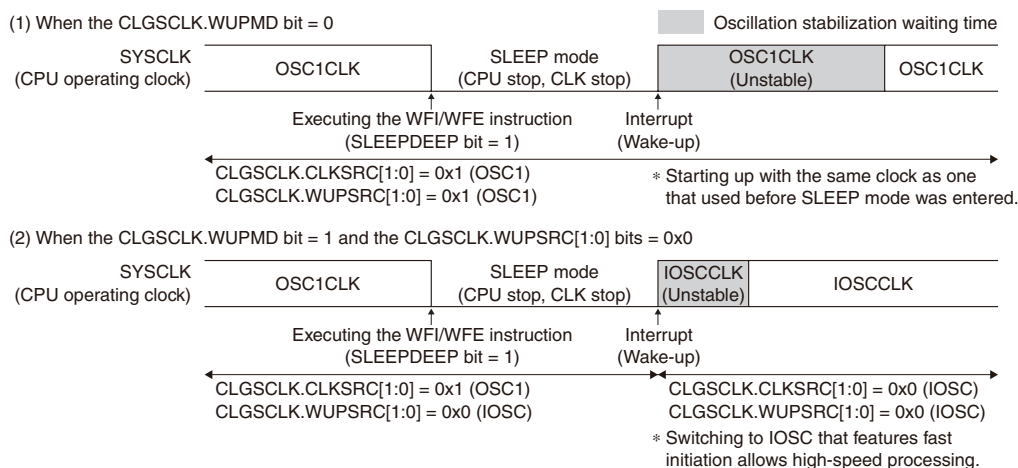 (1) When the CLGSCLK.WUPMD bit = 0
Oscillation stabilization waiting time
SYSCLK
(CPU operating clock)
OSC1CLK
SLEEP mode
(CPU stop, CLK stop)
OSC1CLK
(Unstable)
OSC1CLK
Executing the WFI/WFE instruction
(SLEEPDEEP bit = 1)
Interrupt
(Wake-up)
CLGSCLK.CLKSRC[1:0] = 0x1 (OSC1)
CLGSCLK.WUPSRC[1:0] = 0x1 (OSC1)
* Starting up with the same clock as one
that used before SLEEP mode was entered.
(2) When the CLGSCLK.WUPMD bit = 1 and the CLGSCLK.WUPSRC[1:0] bits = 0x0
SYSCLK
(CPU operating clock)
OSC1CLK
SLEEP mode
(CPU stop, CLK stop)
IOSCCLK
(Unstable)
IOSCCLK
Executing the WFI/WFE instruction
(SLEEPDEEP bit = 1)
Interrupt
(Wake-up)
CLGSCLK.CLKSRC[1:0] = 0x1 (OSC1)
CLGSCLK.WUPSRC[1:0] = 0x0 (IOSC)
CLGSCLK.CLKSRC[1:0] = 0x0 (IOSC)
CLGSCLK.WUPSRC[1:0] = 0x0 (IOSC)
* Switching to IOSC that features fast
initiation allows high-speed processing.